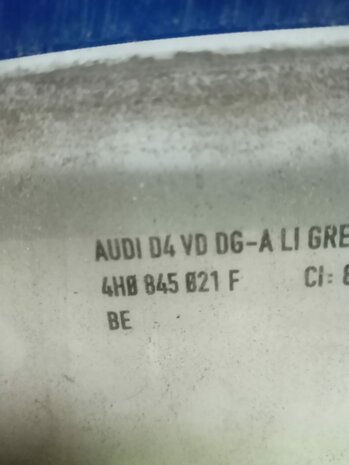 AUDI D4 VD DG-A LI GRE
4H0 845 021 F CI:
BE